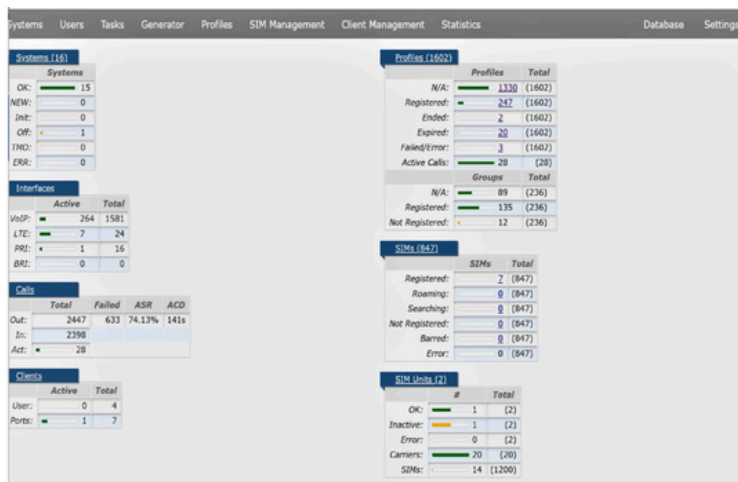 Systems Users Tasks Generator Profiles SIM Management Client Management Statistics Database Settings
Systems (16)
Systems
OK: 15
NEW: 0
Init: 0
Off: 1
TMO: 0
ERR: 0
Interfaces
Active Total
VoIP: 264 1581
LTE: 7 24
PRI: 1 16
BRI: 0 0
Calls
Total Failed ASR ACD
Out: 2447 633 74.13% 141s
In: 2398
Act: 28
Clients
Active Total
User: 0 4
Ports: 1 7
Profiles (1602)
Profiles Total
N/A: 1330 (1602)
Registered: 247 (1602)
Ended: 2 (1602)
Expired: 20 (1602)
Failed/Error: 3 (1602)
Active Calls: 28 (28)
Groups Total
N/A: 89 (236)
Registered: 135 (236)
Not Registered: 12 (236)
SIMs (847)
SIMs Total
Registered: 7 (847)
Roaming: 0 (847)
Searching: 0 (847)
Not Registered: 0 (847)
Barred: 0 (847)
Error: 0 (847)
SIM Units (2)
# Total
OK: 1 (2)
Inactive: 1 (2)
Error: 0 (2)
Carriers: 20 (20)
SIMs: 14 (1200)